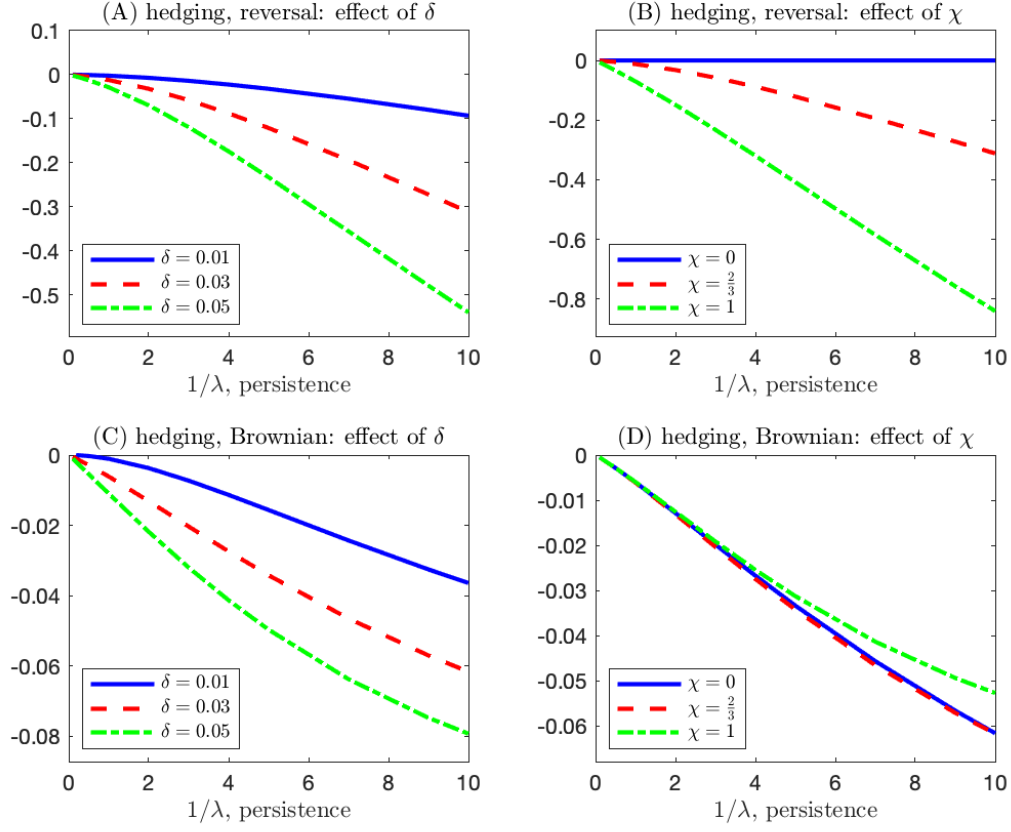 (A) hedging, reversal: effect of δ
0.1
0
-0.1
-0.2
-0.3
-0.4
-0.5
δ = 0.01
δ = 0.03
δ = 0.05
0 2 4 6 8 10
1/λ, persistence
(B) hedging, reversal: effect of χ
0
-0.2
-0.4
-0.6
-0.8
χ = 0
χ = 2/3
χ = 1
0 2 4 6 8 10
1/λ, persistence
(C) hedging, Brownian: effect of δ
0
-0.02
-0.04
-0.06
-0.08
δ = 0.01
δ = 0.03
δ = 0.05
0 2 4 6 8 10
1/λ, persistence
(D) hedging, Brownian: effect of χ
0
-0.01
-0.02
-0.03
-0.04
-0.05
-0.06
χ = 0
χ = 2/3
χ = 1
0 2 4 6 8 10
1/λ, persistence